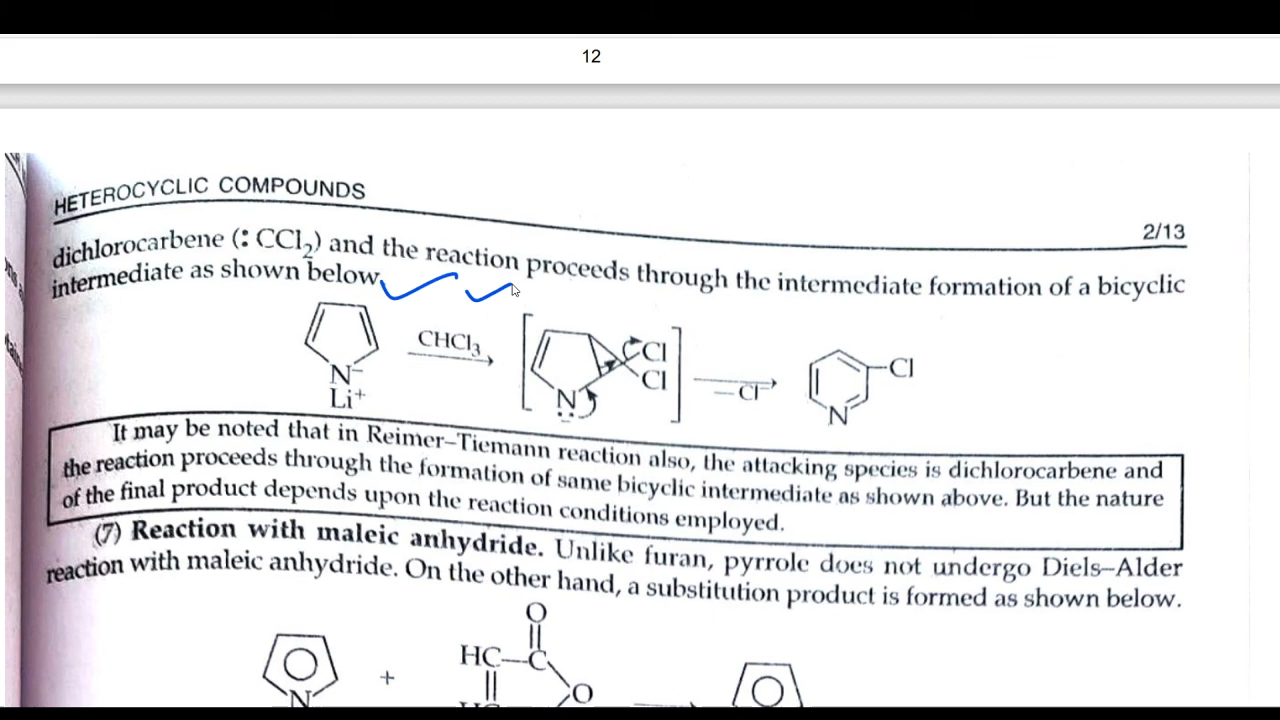 12
HETEROCYCLIC COMPOUNDS
2/13
dichlorocarbene (: CCl₂) and the reaction proceeds through the intermediate formation of a bicyclic
intermediate as shown below
CHCl₃
N⁻
Li⁺
Cl
Cl
N
— Cl⁻
Cl
N
It may be noted that in Reimer–Tiemann reaction also, the attacking species is dichlorocarbene and
the reaction proceeds through the formation of same bicyclic intermediate as shown above. But the nature
of the final product depends upon the reaction conditions employed.
(7) Reaction with maleic anhydride. Unlike furan, pyrrole does not undergo Diels–Alder
reaction with maleic anhydride. On the other hand, a substitution product is formed as shown below.
O
HC—C
+
O
N